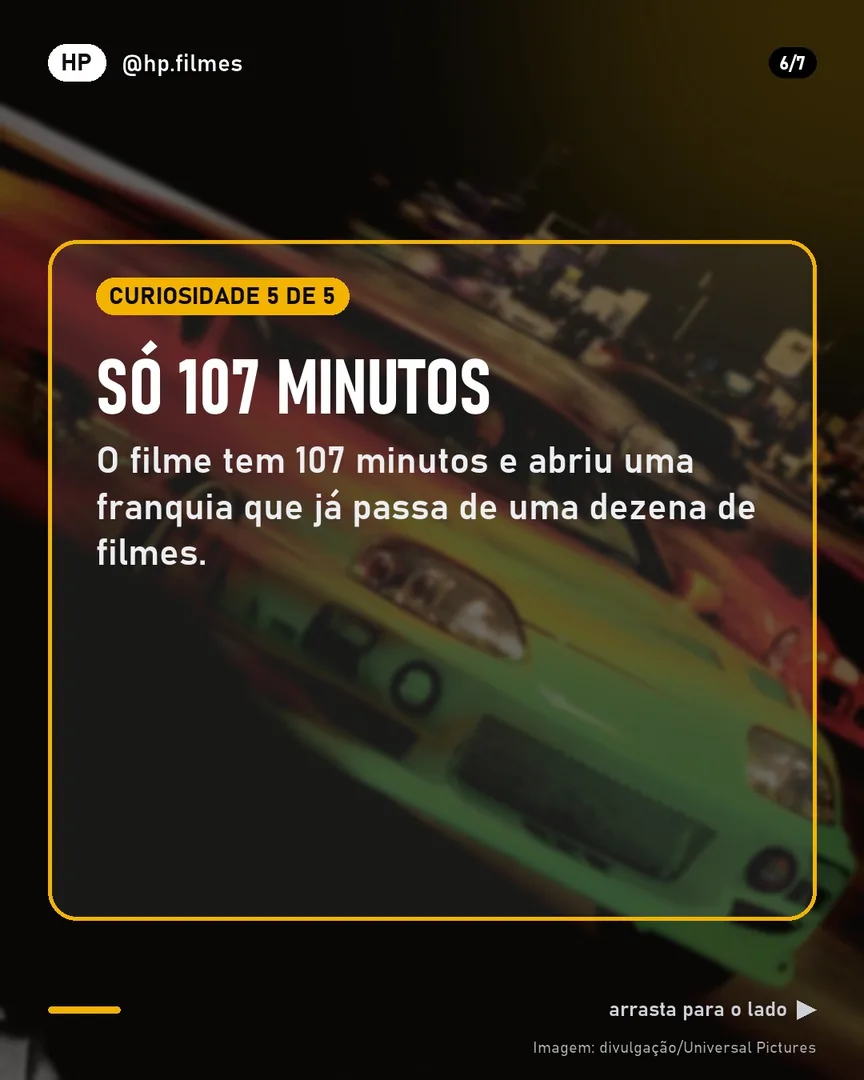 HP @hp.filmes
6/7
CURIOSIDADE 5 DE 5
SÓ 107 MINUTOS
O filme tem 107 minutos e abriu uma
franquia que já passa de uma dezena de
filmes.
arrasta para o lado ▶
Imagem: divulgação/Universal Pictures